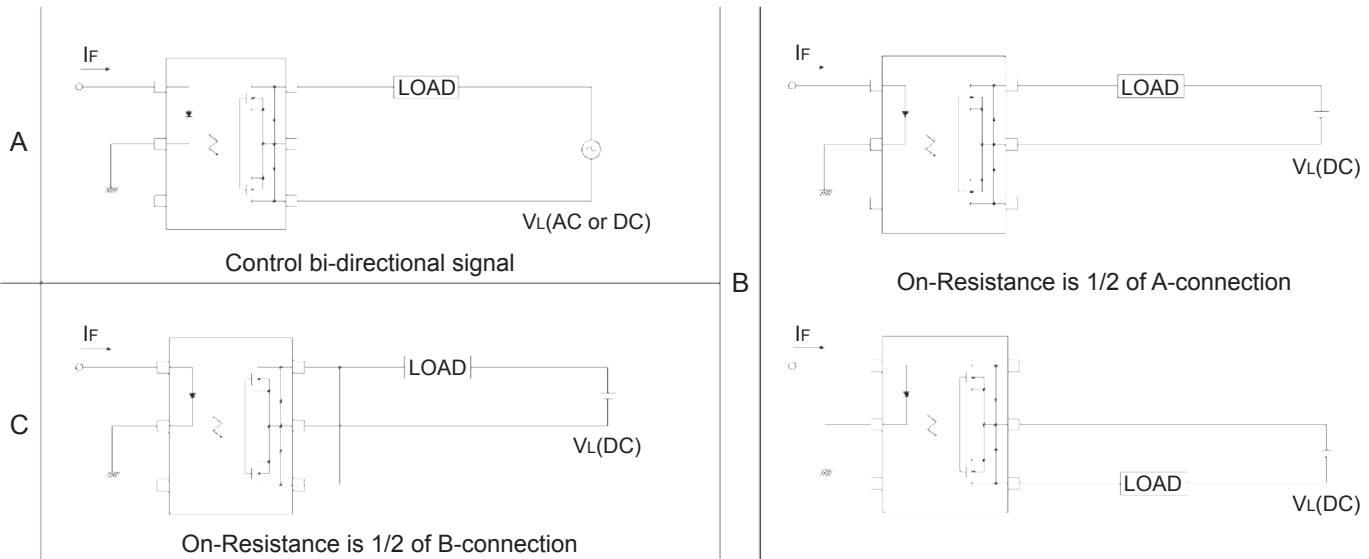 A
IF
LOAD
VL(AC or DC)
Control bi-directional signal
B
IF
LOAD
VL(DC)
On-Resistance is 1/2 of A-connection
IF
LOAD
VL(DC)
C
IF
LOAD
VL(DC)
On-Resistance is 1/2 of B-connection